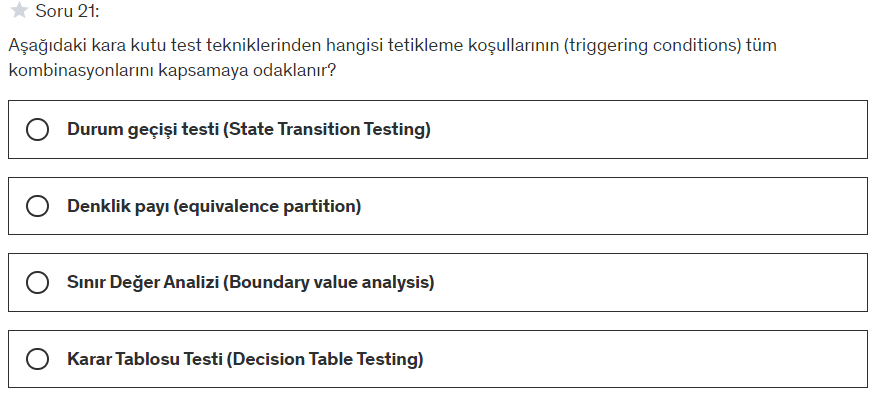 Soru 21:
Aşağıdaki kara kutu test tekniklerinden hangisi tetikleme koşullarının (triggering conditions) tüm
kombinasyonlarını kapsamaya odaklanır?
Durum geçişi testi (State Transition Testing)
Denklik payı (equivalence partition)
Sınır Değer Analizi (Boundary value analysis)
Karar Tablosu Testi (Decision Table Testing)